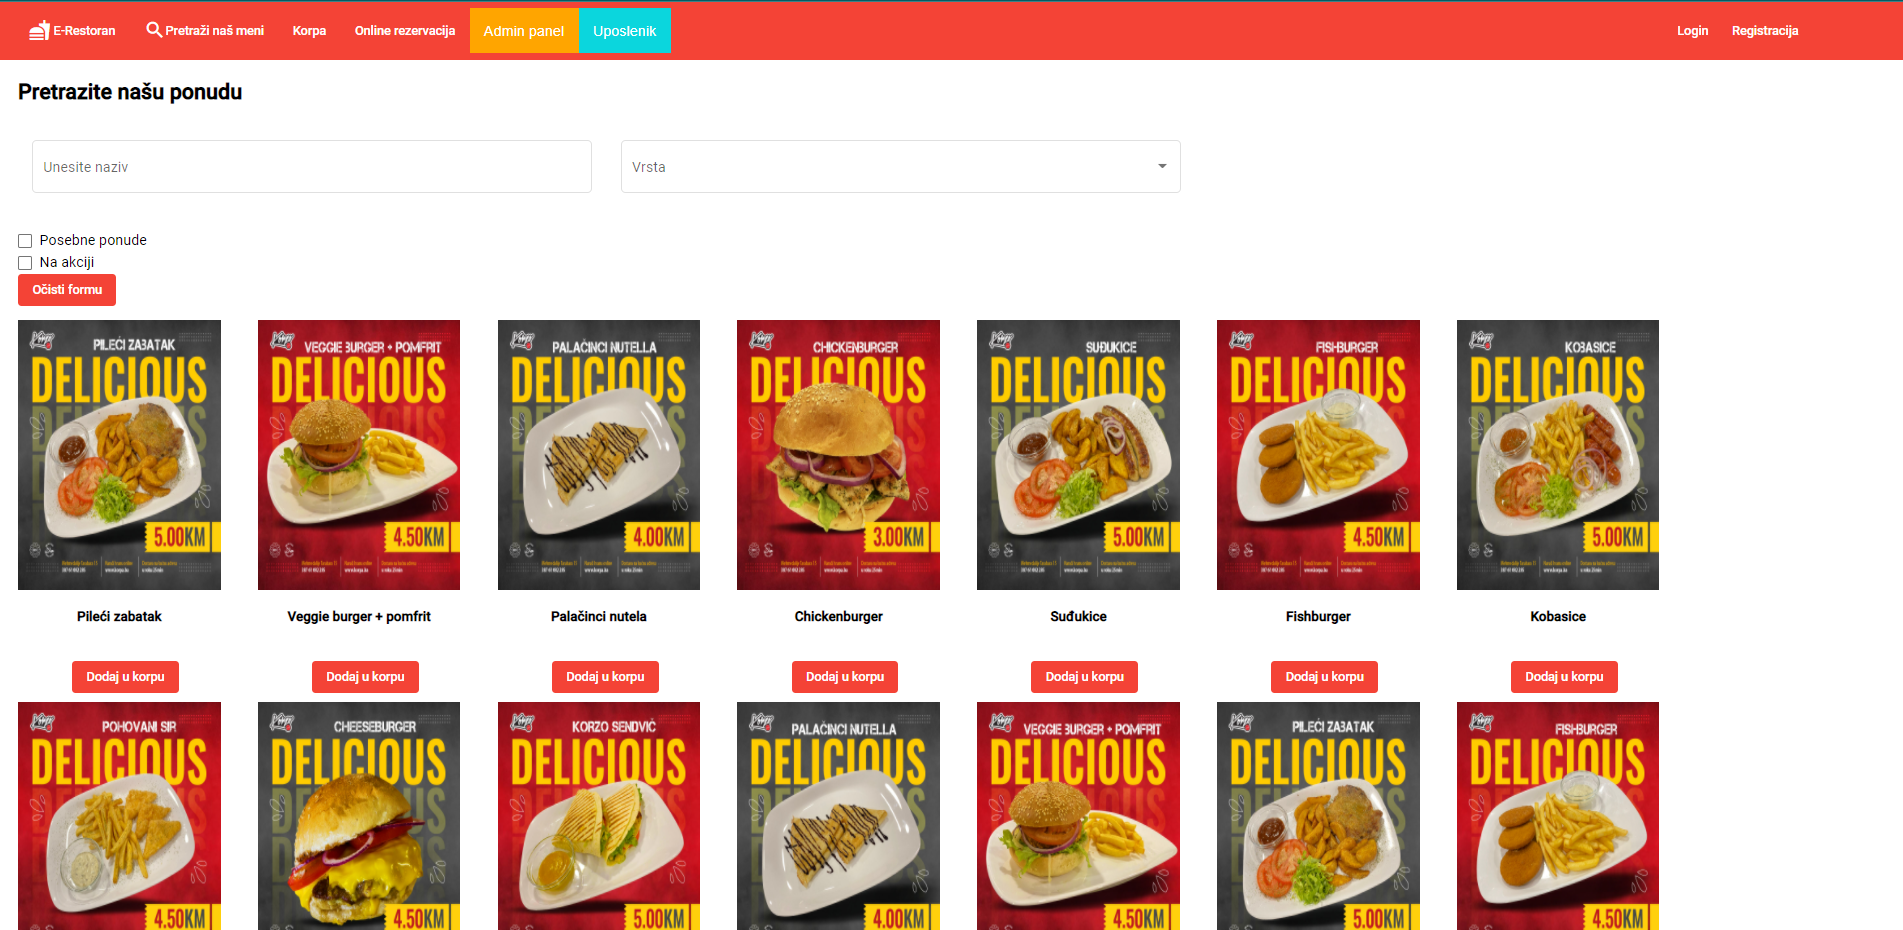 E-Restoran Pretraži naš meni Korpa Online rezervacija Admin panel Uposlenik Login Registracija
Pretrazite našu ponudu
Unesite naziv Vrsta
Posebne ponude
Na akciji
Očisti formu
PILEĆI ZABATAK VEGGIE BURGER + POMFRIT PALAČINCI NUTELLA CHICKENBURGER SUĐUKICE FISHBURGER KOBASICE
DELICIOUS DELICIOUS DELICIOUS DELICIOUS DELICIOUS DELICIOUS DELICIOUS
5.00KM 4.50KM 4.00KM 3.00KM 5.00KM 4.50KM 5.00KM
Pileći zabatak Veggie burger + pomfrit Palačinci nutela Chickenburger Suđukice Fishburger Kobasice
Dodaj u korpu Dodaj u korpu Dodaj u korpu Dodaj u korpu Dodaj u korpu Dodaj u korpu Dodaj u korpu
POHOVANI SIR CHEESEBURGER KORZO SENDVIČ PALAČINCI NUTELLA VEGGIE BURGER + POMFRIT PILEĆI ZABATAK FISHBURGER
DELICIOUS DELICIOUS DELICIOUS DELICIOUS DELICIOUS DELICIOUS DELICIOUS
4.50KM 4.50KM 5.00KM 4.00KM 4.50KM 5.00KM 4.50KM